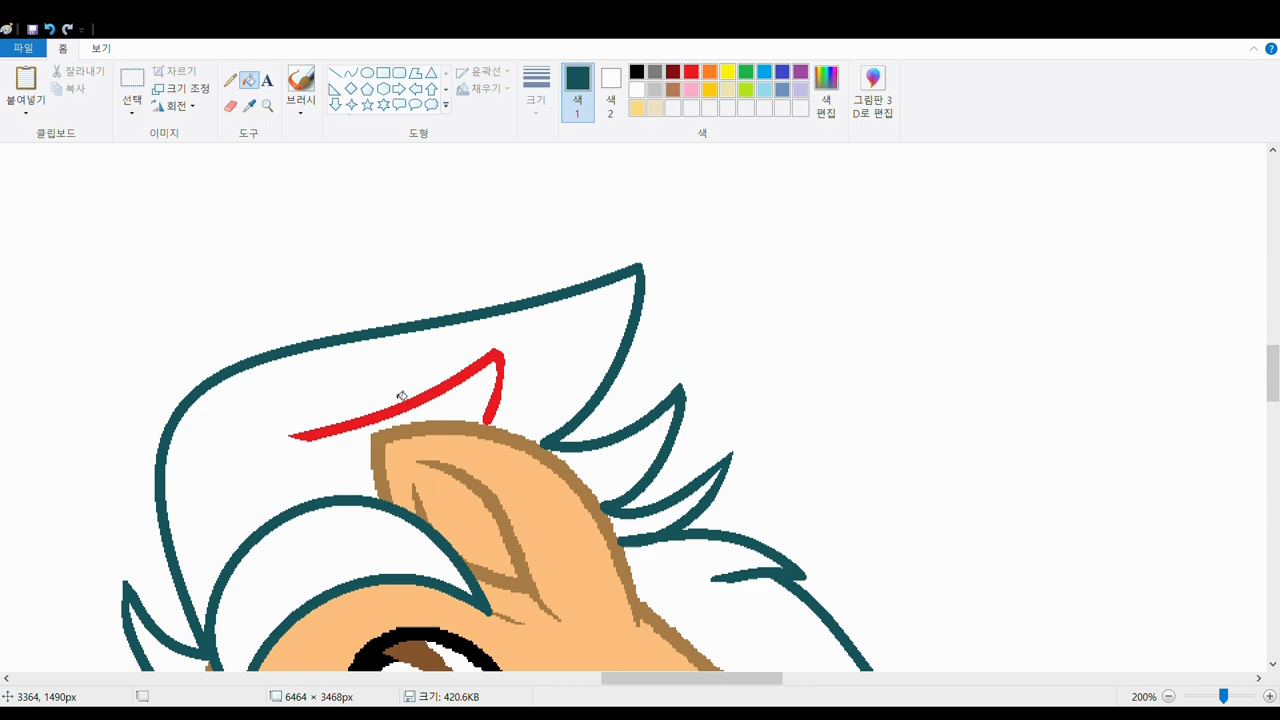 파일 홈 보기
붙여넣기
잘라내기
복사
클립보드
선택
자르기
크기 조정
회전
이미지
A
도구
브러시
윤곽선
채우기
도형
크기
색
1
색
2
색
편집
색
그림판 3
D로 편집
3364, 1490px
6464 × 3468px
크기: 420.6KB
200%